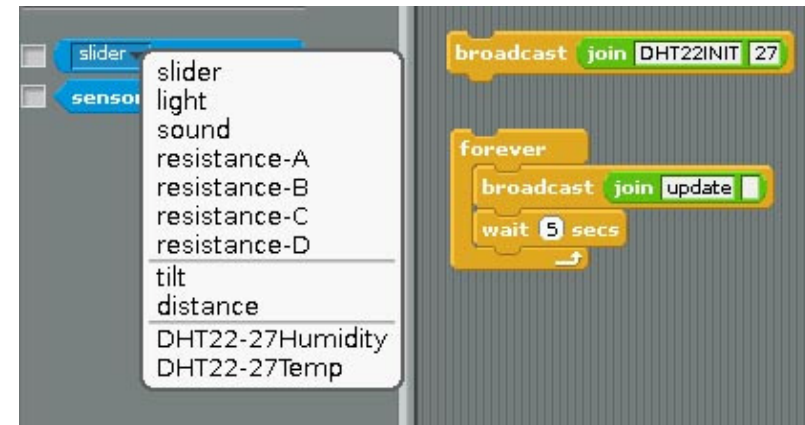 slider
sensor
slider
light
sound
resistance-A
resistance-B
resistance-C
resistance-D
tilt
distance
DHT22-27Humidity
DHT22-27Temp
broadcast join DHT22INIT 27
forever
broadcast join update
wait 5 secs